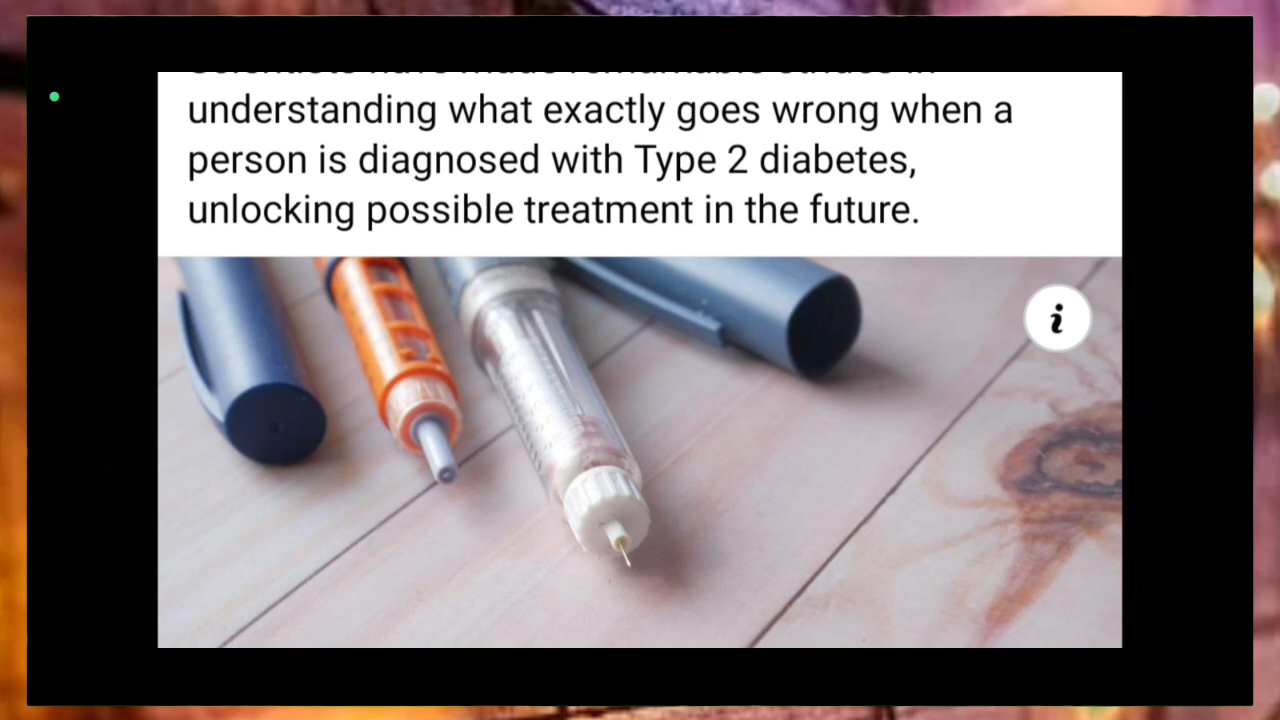 understanding what exactly goes wrong when a
person is diagnosed with Type 2 diabetes,
unlocking possible treatment in the future.
i